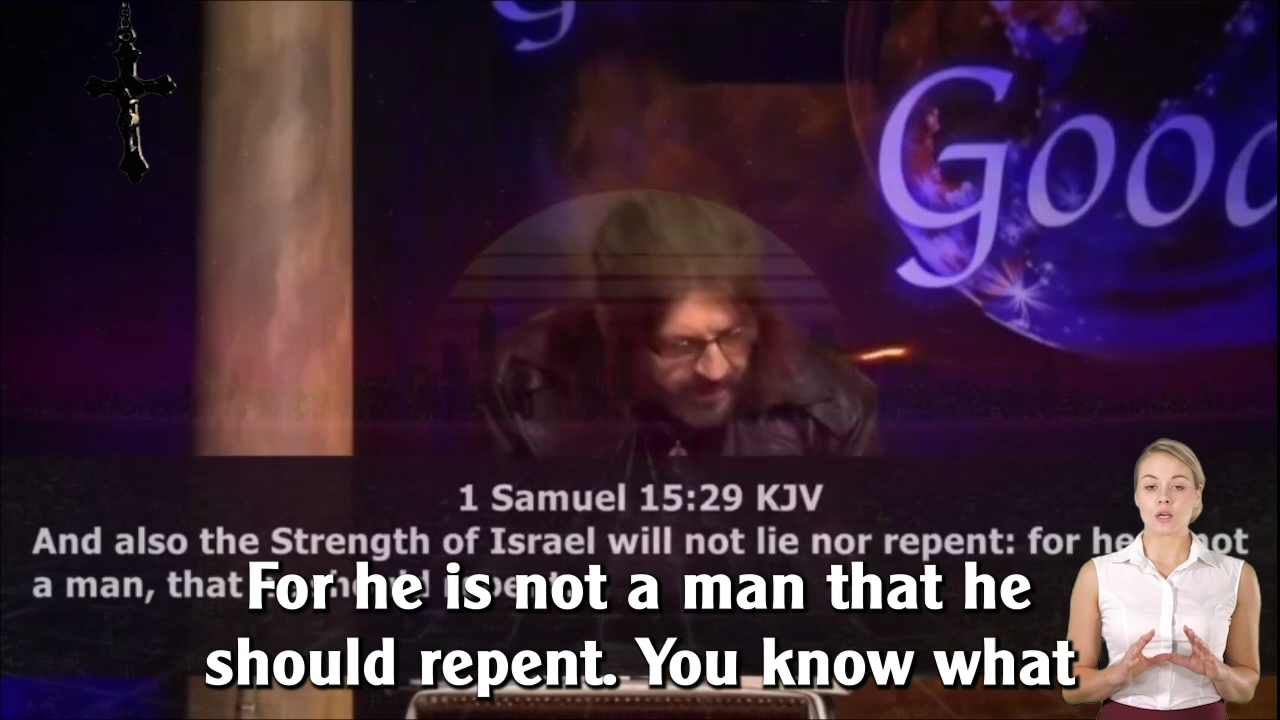 G
Good
1 Samuel 15:29 KJV
And also the Strength of Israel will not lie nor repent: for he not
a man, that
For he is not a man that he
should repent. You know what